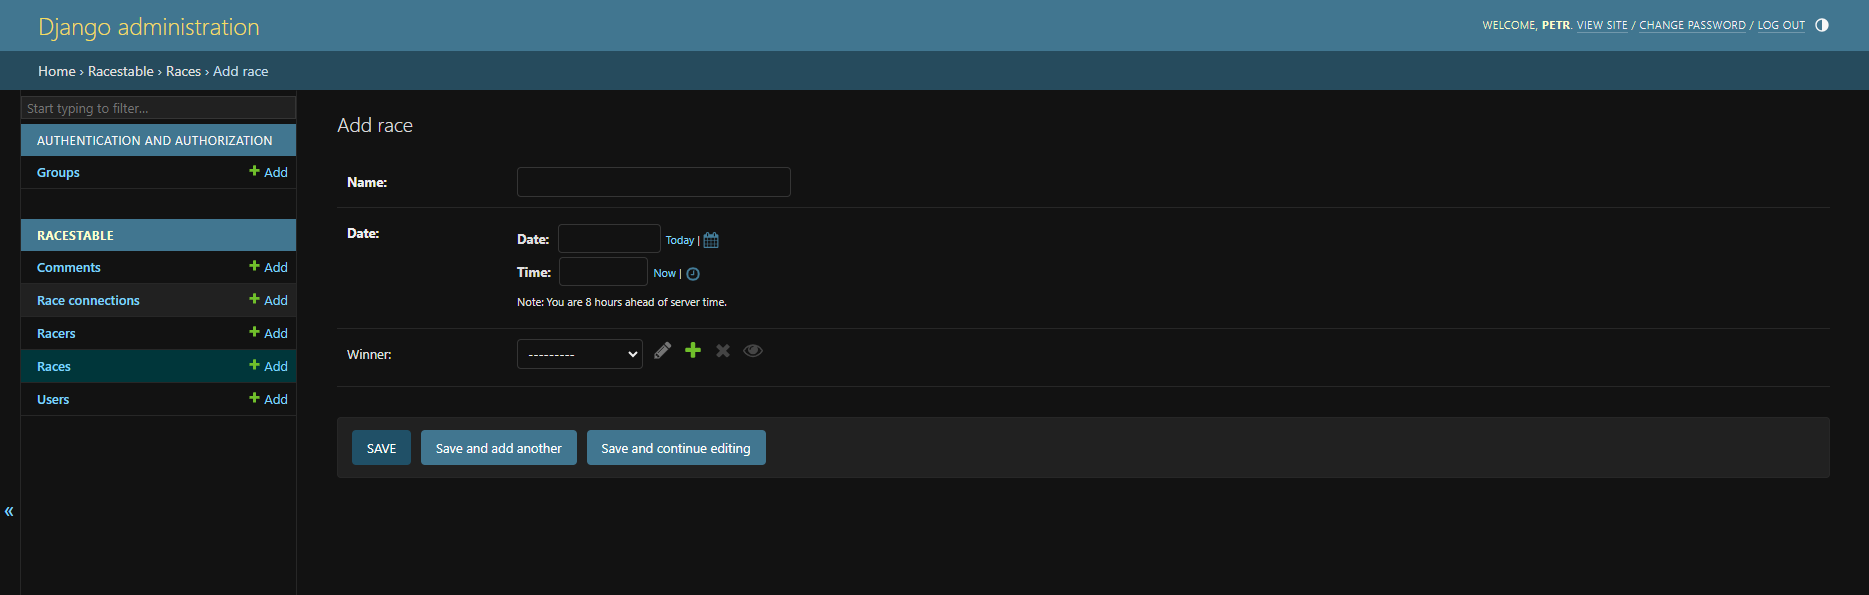 Django administration
WELCOME, PETR. VIEW SITE / CHANGE PASSWORD / LOG OUT
Home › Racestable › Races › Add race
Start typing to filter...
AUTHENTICATION AND AUTHORIZATION
Groups Add
RACESTABLE
Comments Add
Race connections Add
Racers Add
Races Add
Users Add
«
Add race
Name:
Date:
Date: Today |
Time: Now |
Note: You are 8 hours ahead of server time.
Winner: ---------
SAVE Save and add another Save and continue editing